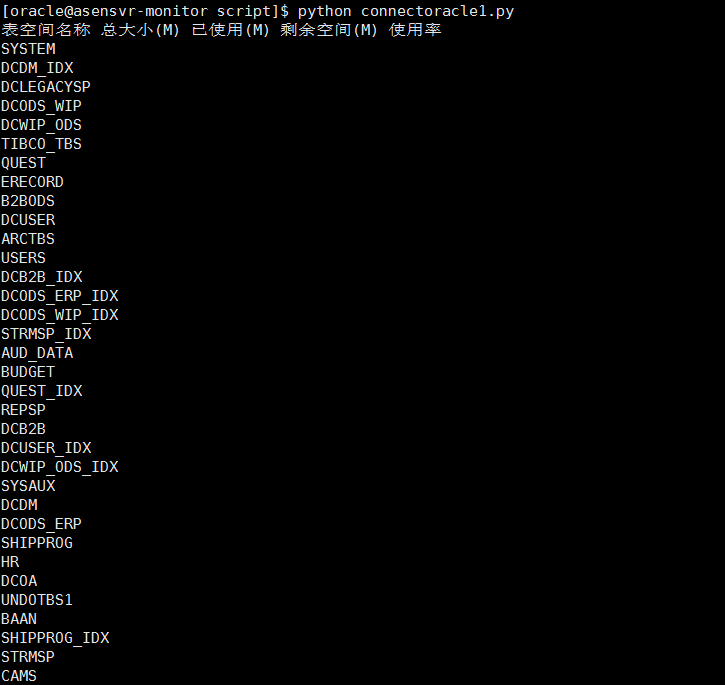 [oracle@asensvr-monitor script]$ python connectoracle1.py
表空间名称 总大小(M) 已使用(M) 剩余空间(M) 使用率
SYSTEM
DCDM_IDX
DCLEGACYSP
DCODS_WIP
DCWIP_ODS
TIBCO_TBS
QUEST
ERECORD
B2BODS
DCUSER
ARCTBS
USERS
DCB2B_IDX
DCODS_ERP_IDX
DCODS_WIP_IDX
STRMSP_IDX
AUD_DATA
BUDGET
QUEST_IDX
REPSP
DCB2B
DCUSER_IDX
DCWIP_ODS_IDX
SYSAUX
DCDM
DCODS_ERP
SHIPPROG
HR
DCOA
UNDOTBS1
BAAN
SHIPPROG_IDX
STRMSP
CAMS